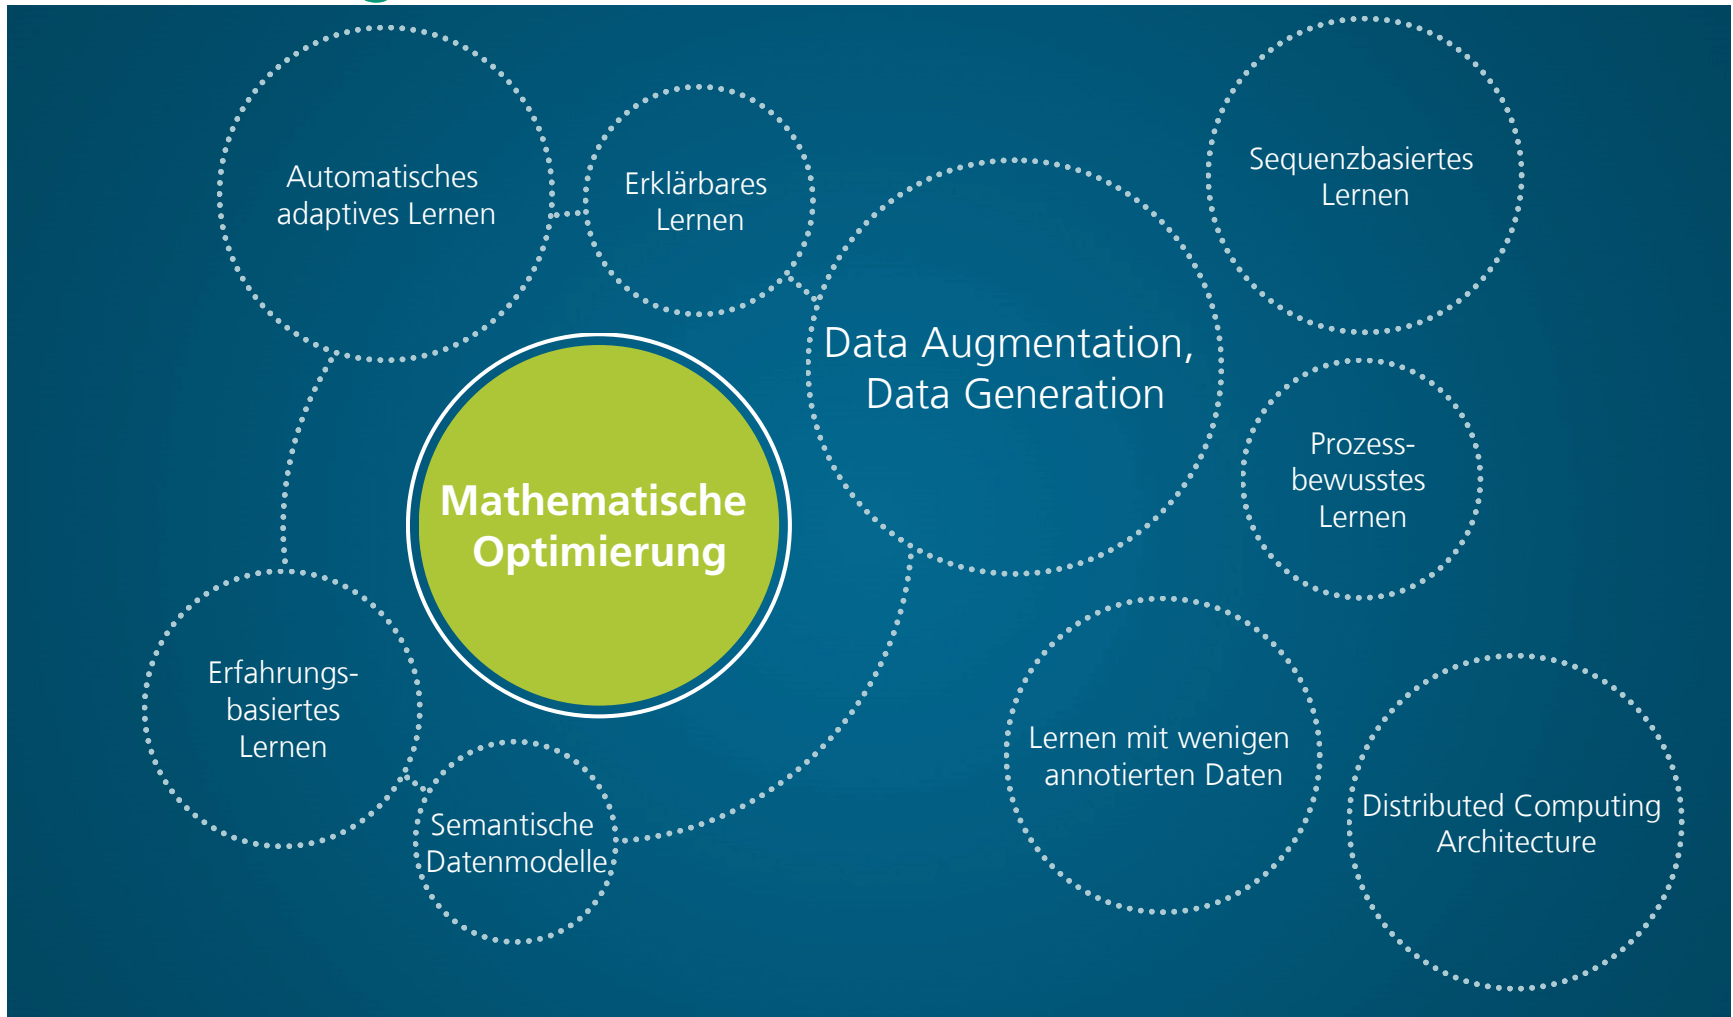 Automatisches
adaptives Lernen
Erklärbares
Lernen
Sequenzbasiertes
Lernen
Data Augmentation,
Data Generation
Prozess-
bewusstes
Lernen
Mathematische
Optimierung
Erfahrungs-
basiertes
Lernen
Semantische
Datenmodelle
Lernen mit wenigen
annotierten Daten
Distributed Computing
Architecture